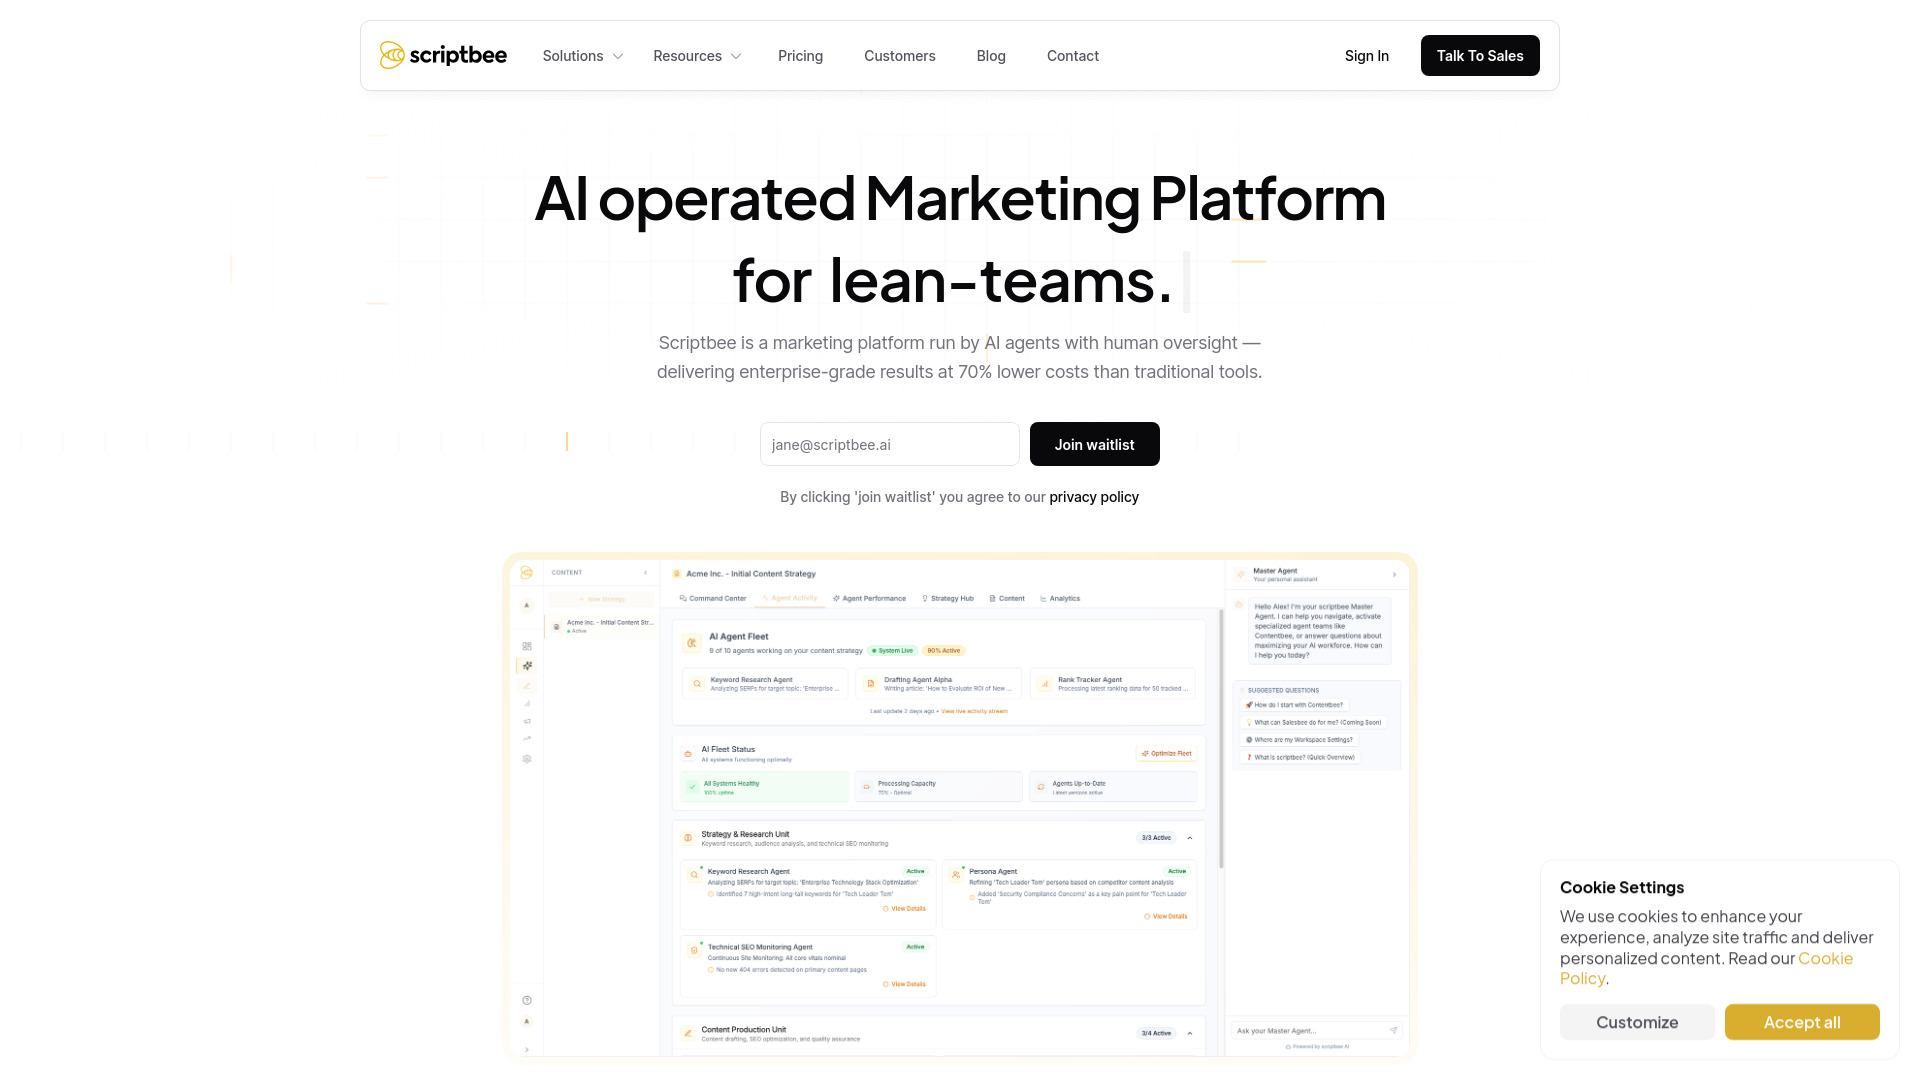 scriptbee
Solutions
Resources
Pricing
Customers
Blog
Contact
Sign In
Talk To Sales
AI operated Marketing Platform
for lean-teams.
Scriptbee is a marketing platform run by AI agents with human oversight —
delivering enterprise-grade results at 70% lower costs than traditional tools.
jane@scriptbee.ai
Join waitlist
By clicking 'join waitlist' you agree to our privacy policy
CONTENT
+ New Strategy
Acme Inc. - Initial Content Str...
Active
Acme Inc. - Initial Content Strategy
Command Center
Agent Activity
Agent Performance
Strategy Hub
Content
Analytics
AI Agent Fleet
9 of 10 agents working on your content strategy
System Live
90% Active
Keyword Research Agent
Analyzing SERPs for target topic: 'Enterprise ...
Drafting Agent Alpha
Writing article: 'How to Evaluate ROI of New ...
Rank Tracker Agent
Processing latest ranking data for 50 tracked ...
Last update 2 days ago • View live activity stream
AI Fleet Status
All systems functioning optimally
Optimize Fleet
All Systems Healthy
100% uptime
Processing Capacity
70% - Optimal
Agents Up-to-Date
Latest versions active
Strategy & Research Unit
Keyword research, audience analysis, and technical SEO monitoring
3/3 Active
Keyword Research Agent
Active
Analyzing SERPs for target topic: 'Enterprise Technology Stack Optimization'
Identified 7 high-intent long-tail keywords for 'Tech Leader Tom'
View Details
Persona Agent
Active
Refining 'Tech Leader Tom' persona based on competitor content analysis
Added 'Security Compliance Concerns' as a key pain point for 'Tech Leader
Tom'
View Details
Technical SEO Monitoring Agent
Active
Continuous Site Monitoring: All core vitals nominal
No new 404 errors detected on primary content pages
View Details
Content Production Unit
Content drafting, SEO optimization, and quality assurance
3/4 Active
Master Agent
Your personal assistant
Hello Alex! I'm your scriptbee Master
Agent. I can help you navigate, activate
specialized agent teams like
Contentbee, or answer questions about
maximizing your AI workforce. How can
I help you today?
SUGGESTED QUESTIONS
How do I start with Contentbee?
What can Salesbee do for me? (Coming Soon)
Where are my Workspace Settings?
What is scriptbee? (Quick Overview)
Ask your Master Agent...
Powered by scriptbee AI
Cookie Settings
We use cookies to enhance your
experience, analyze site traffic and deliver
personalized content. Read our Cookie
Policy.
Customize
Accept all